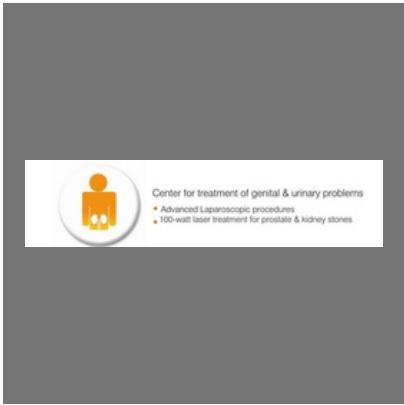 Center for treatment of genital & urinary problems
• Advanced Laparoscopic procedures
• 100-watt laser treatment for prostate & kidney stones